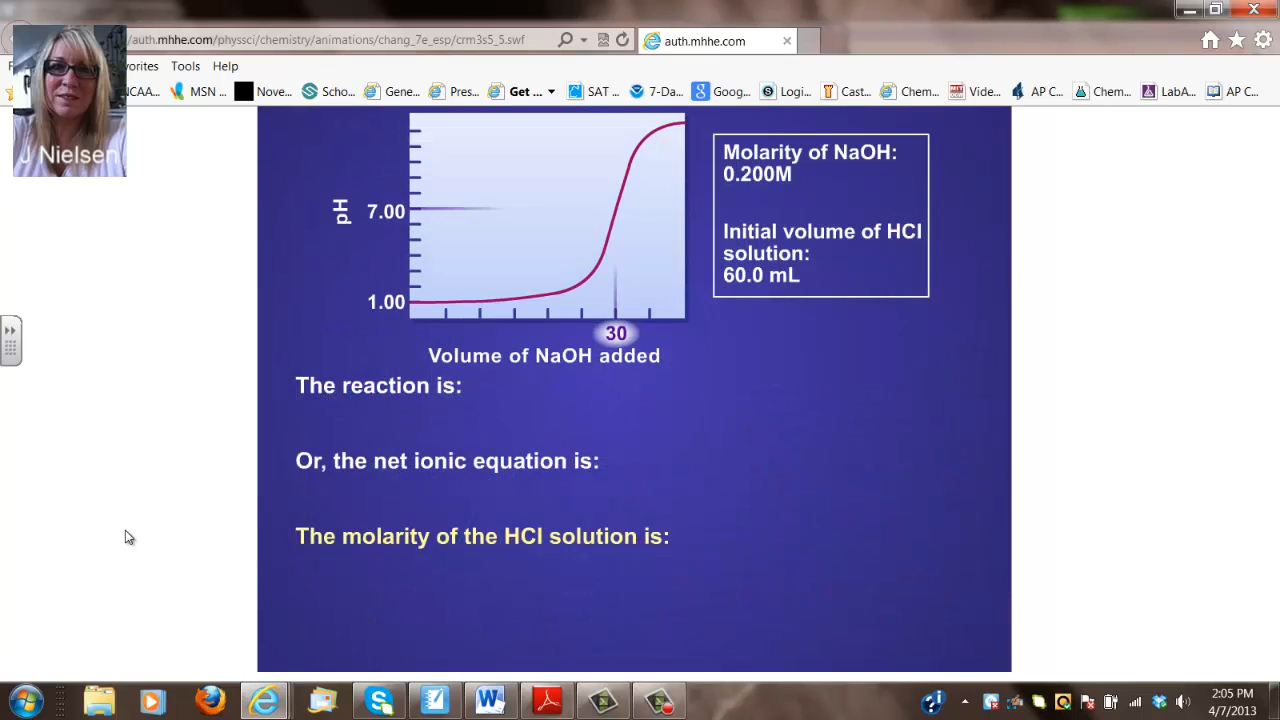 auth.mhhe.com/physsci/chemistry/animations/chang_7e_esp/crm3s5_5.swf
auth.mhhe.com
Tools Help
MSN ... Nove... Scho... Gene... Pres... Get ... SAT ... 7-Da... Goog... Logi... Cast... Chem... Vide... AP C... Chem... LabA... AP C...
J Nielsen
pH
7.00
1.00
30
Volume of NaOH added
Molarity of NaOH:
0.200M
Initial volume of HCl
solution:
60.0 mL
The reaction is:
Or, the net ionic equation is:
The molarity of the HCl solution is:
2:05 PM
4/7/2013